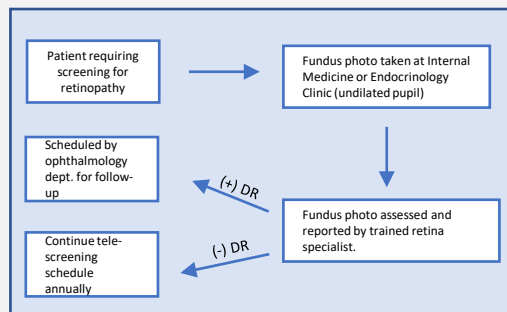 Patient requiring
screening for
retinopathy
Fundus photo taken at Internal
Medicine or Endocrinology
Clinic (undilated pupil)
Fundus photo assessed and
reported by trained retina
specialist.
(+) DR
Scheduled by
ophthalmology
dept. for follow-
up
(-) DR
Continue tele-
screening
schedule
annually